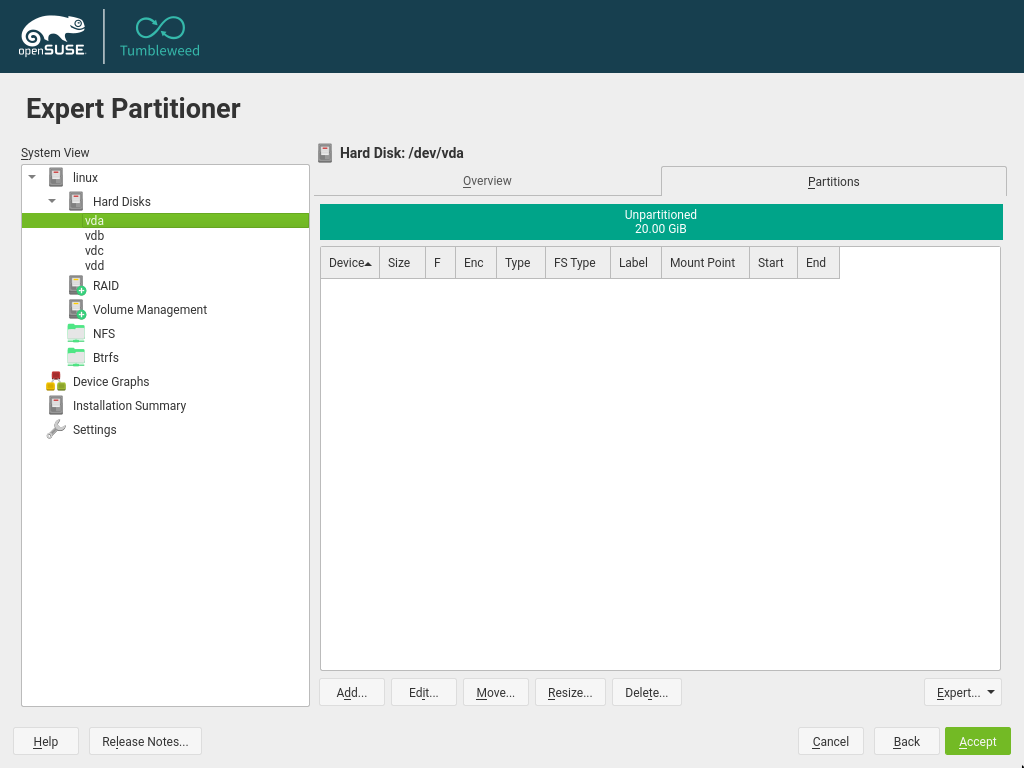 openSUSE
Tumbleweed
Expert Partitioner
System View
linux
Hard Disks
vda
vdb
vdc
vdd
RAID
Volume Management
NFS
Btrfs
Device Graphs
Installation Summary
Settings
Hard Disk: /dev/vda
Overview
Partitions
Unpartitioned
20.00 GiB
Device Size F Enc Type FS Type Label Mount Point Start End
Add... Edit... Move... Resize... Delete... Expert...
Help Release Notes... Cancel Back Accept